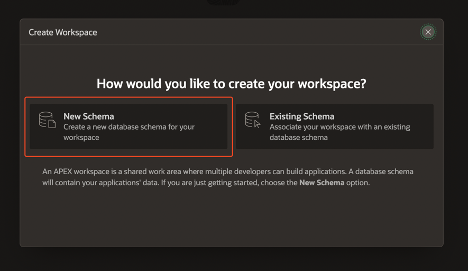 Create Workspace
How would you like to create your workspace?
New Schema
Create a new database schema for your
workspace
Existing Schema
Associate your workspace with an existing
database schema
An APEX workspace is a shared work area where multiple developers can build applications. A database schema
will contain your applications' data. If you are just getting started, choose the New Schema option.